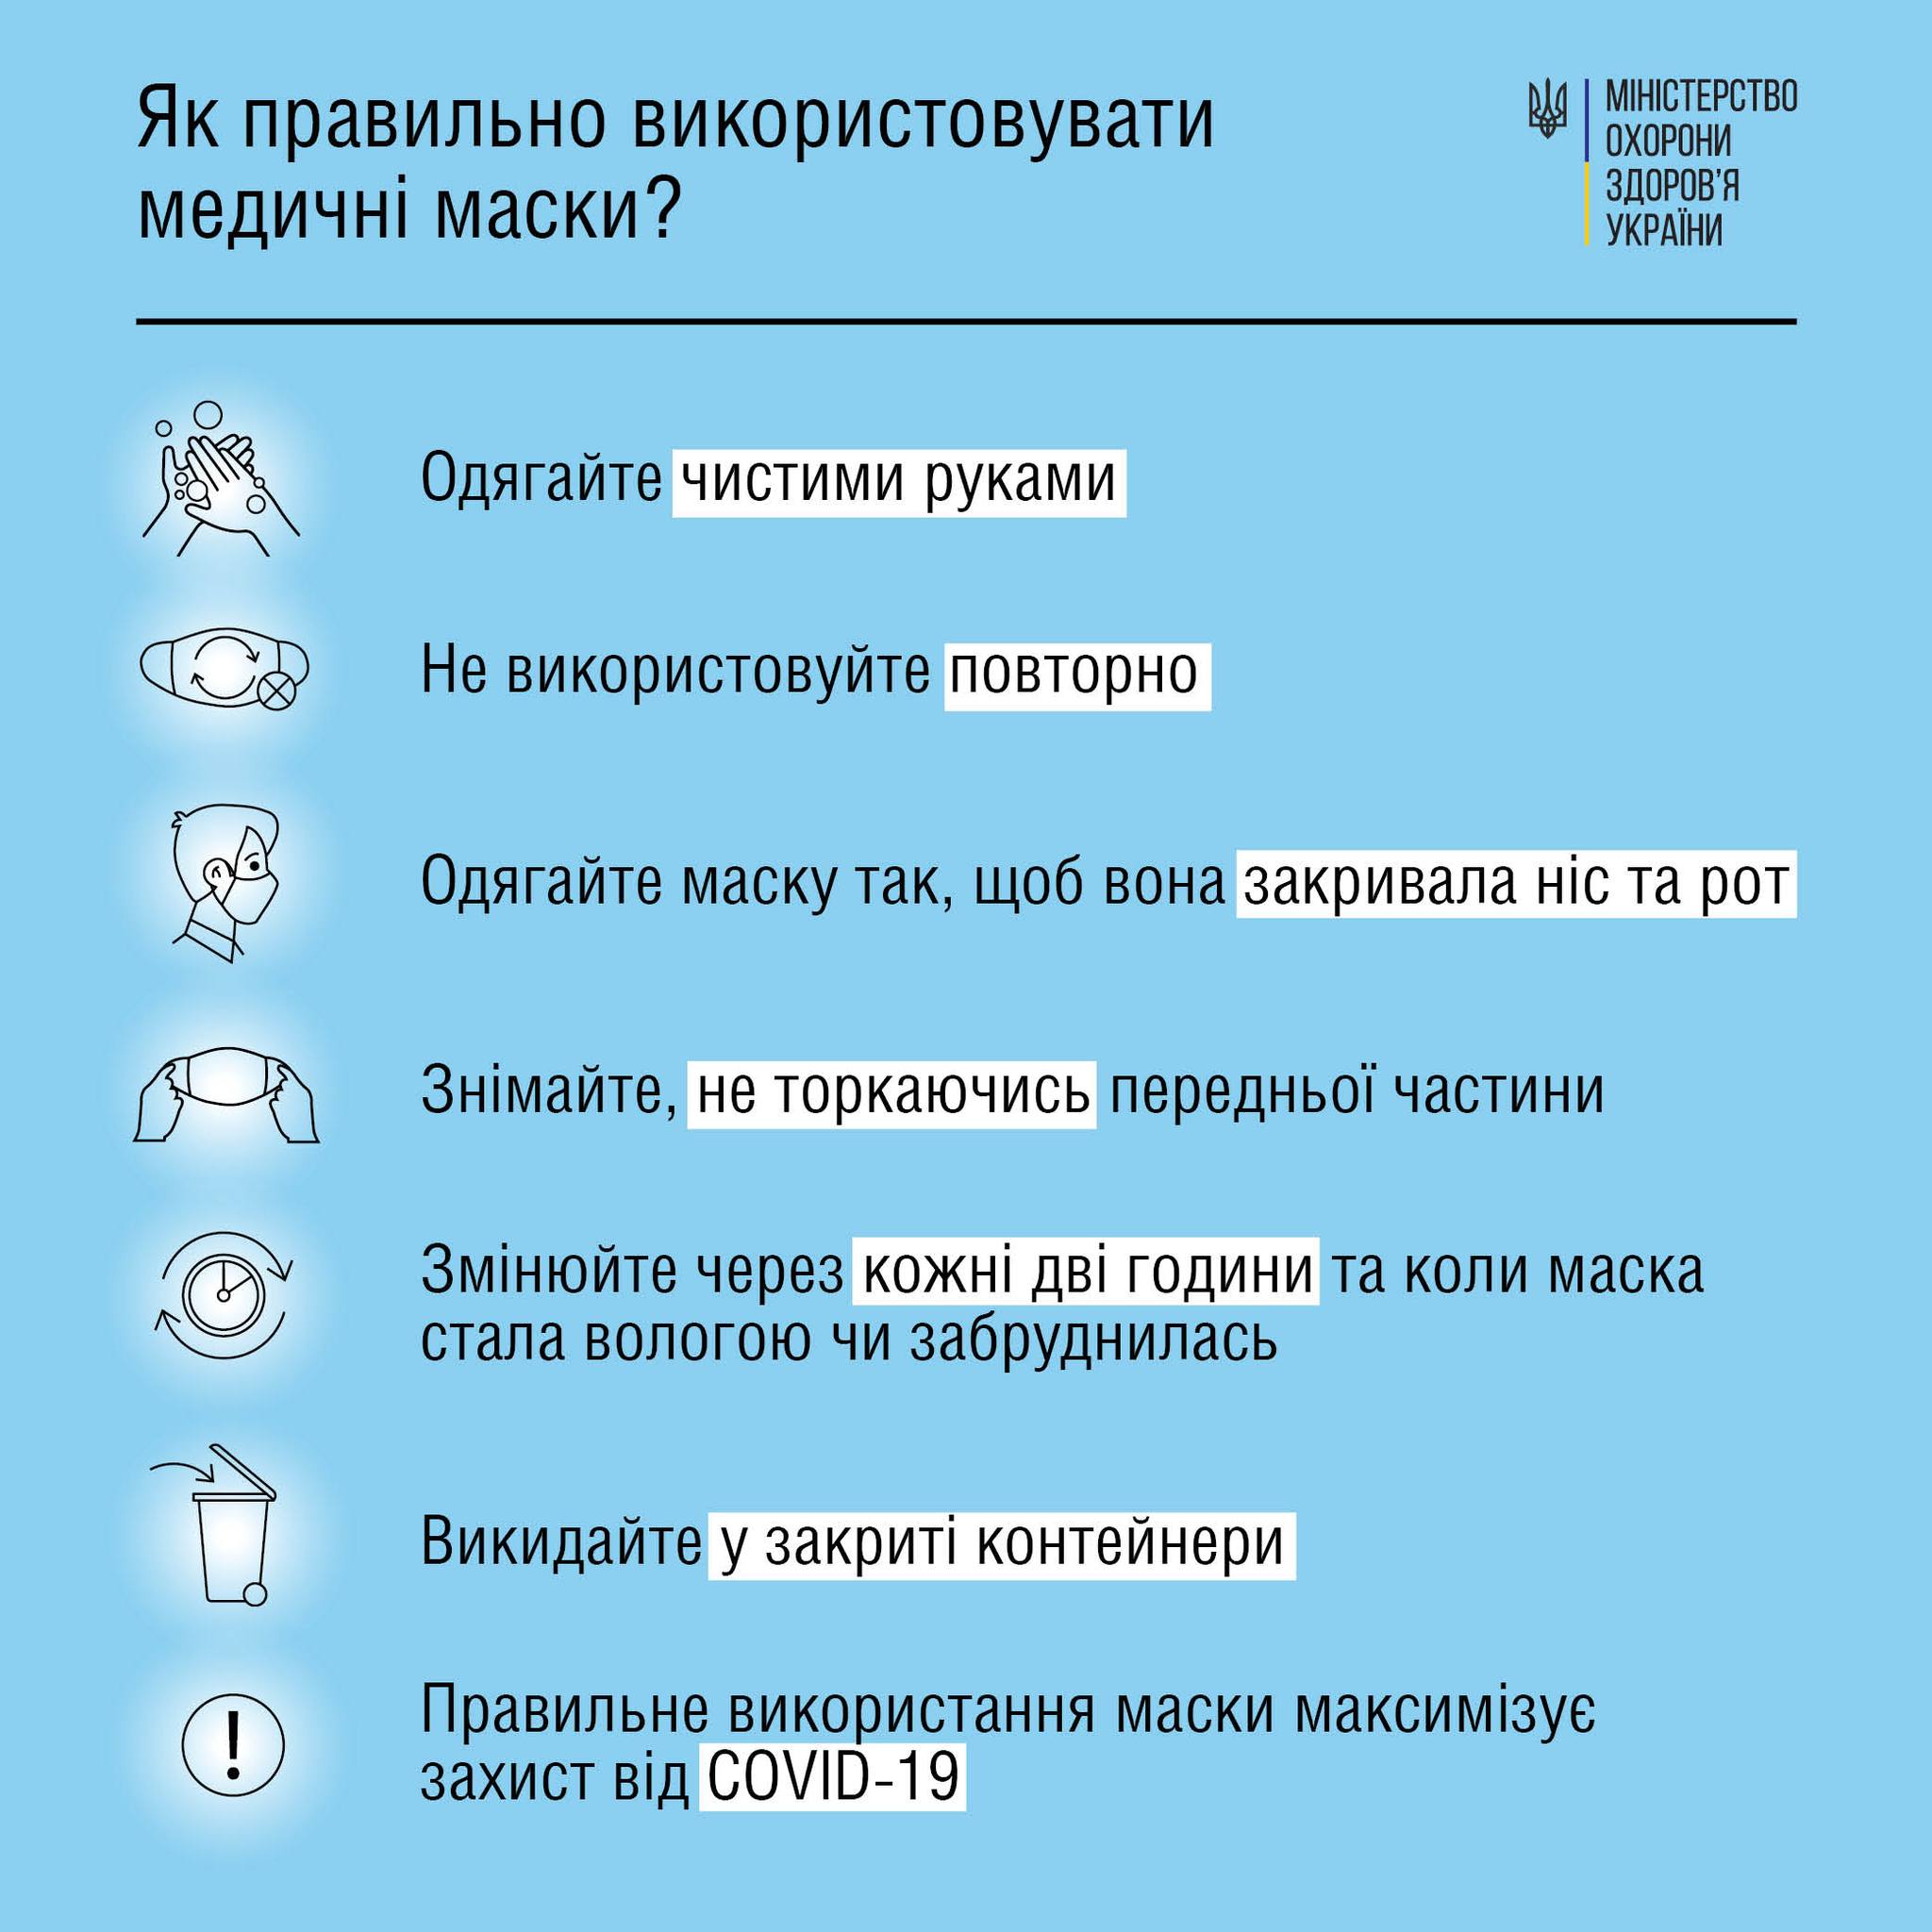 Як правильно використовувати
медичні маски?
МІНІСТЕРСТВО
ОХОРОНИ
ЗДОРОВ'Я
УКРАЇНИ
Одягайте чистими руками
Не використовуйте повторно
Одягайте маску так, щоб вона закривала ніс та рот
Знімайте, не торкаючись передньої частини
Змінюйте через кожні дві години та коли маска
стала вологою чи забруднилась
Викидайте у закриті контейнери
Правильне використання маски максимізує
захист від COVID-19